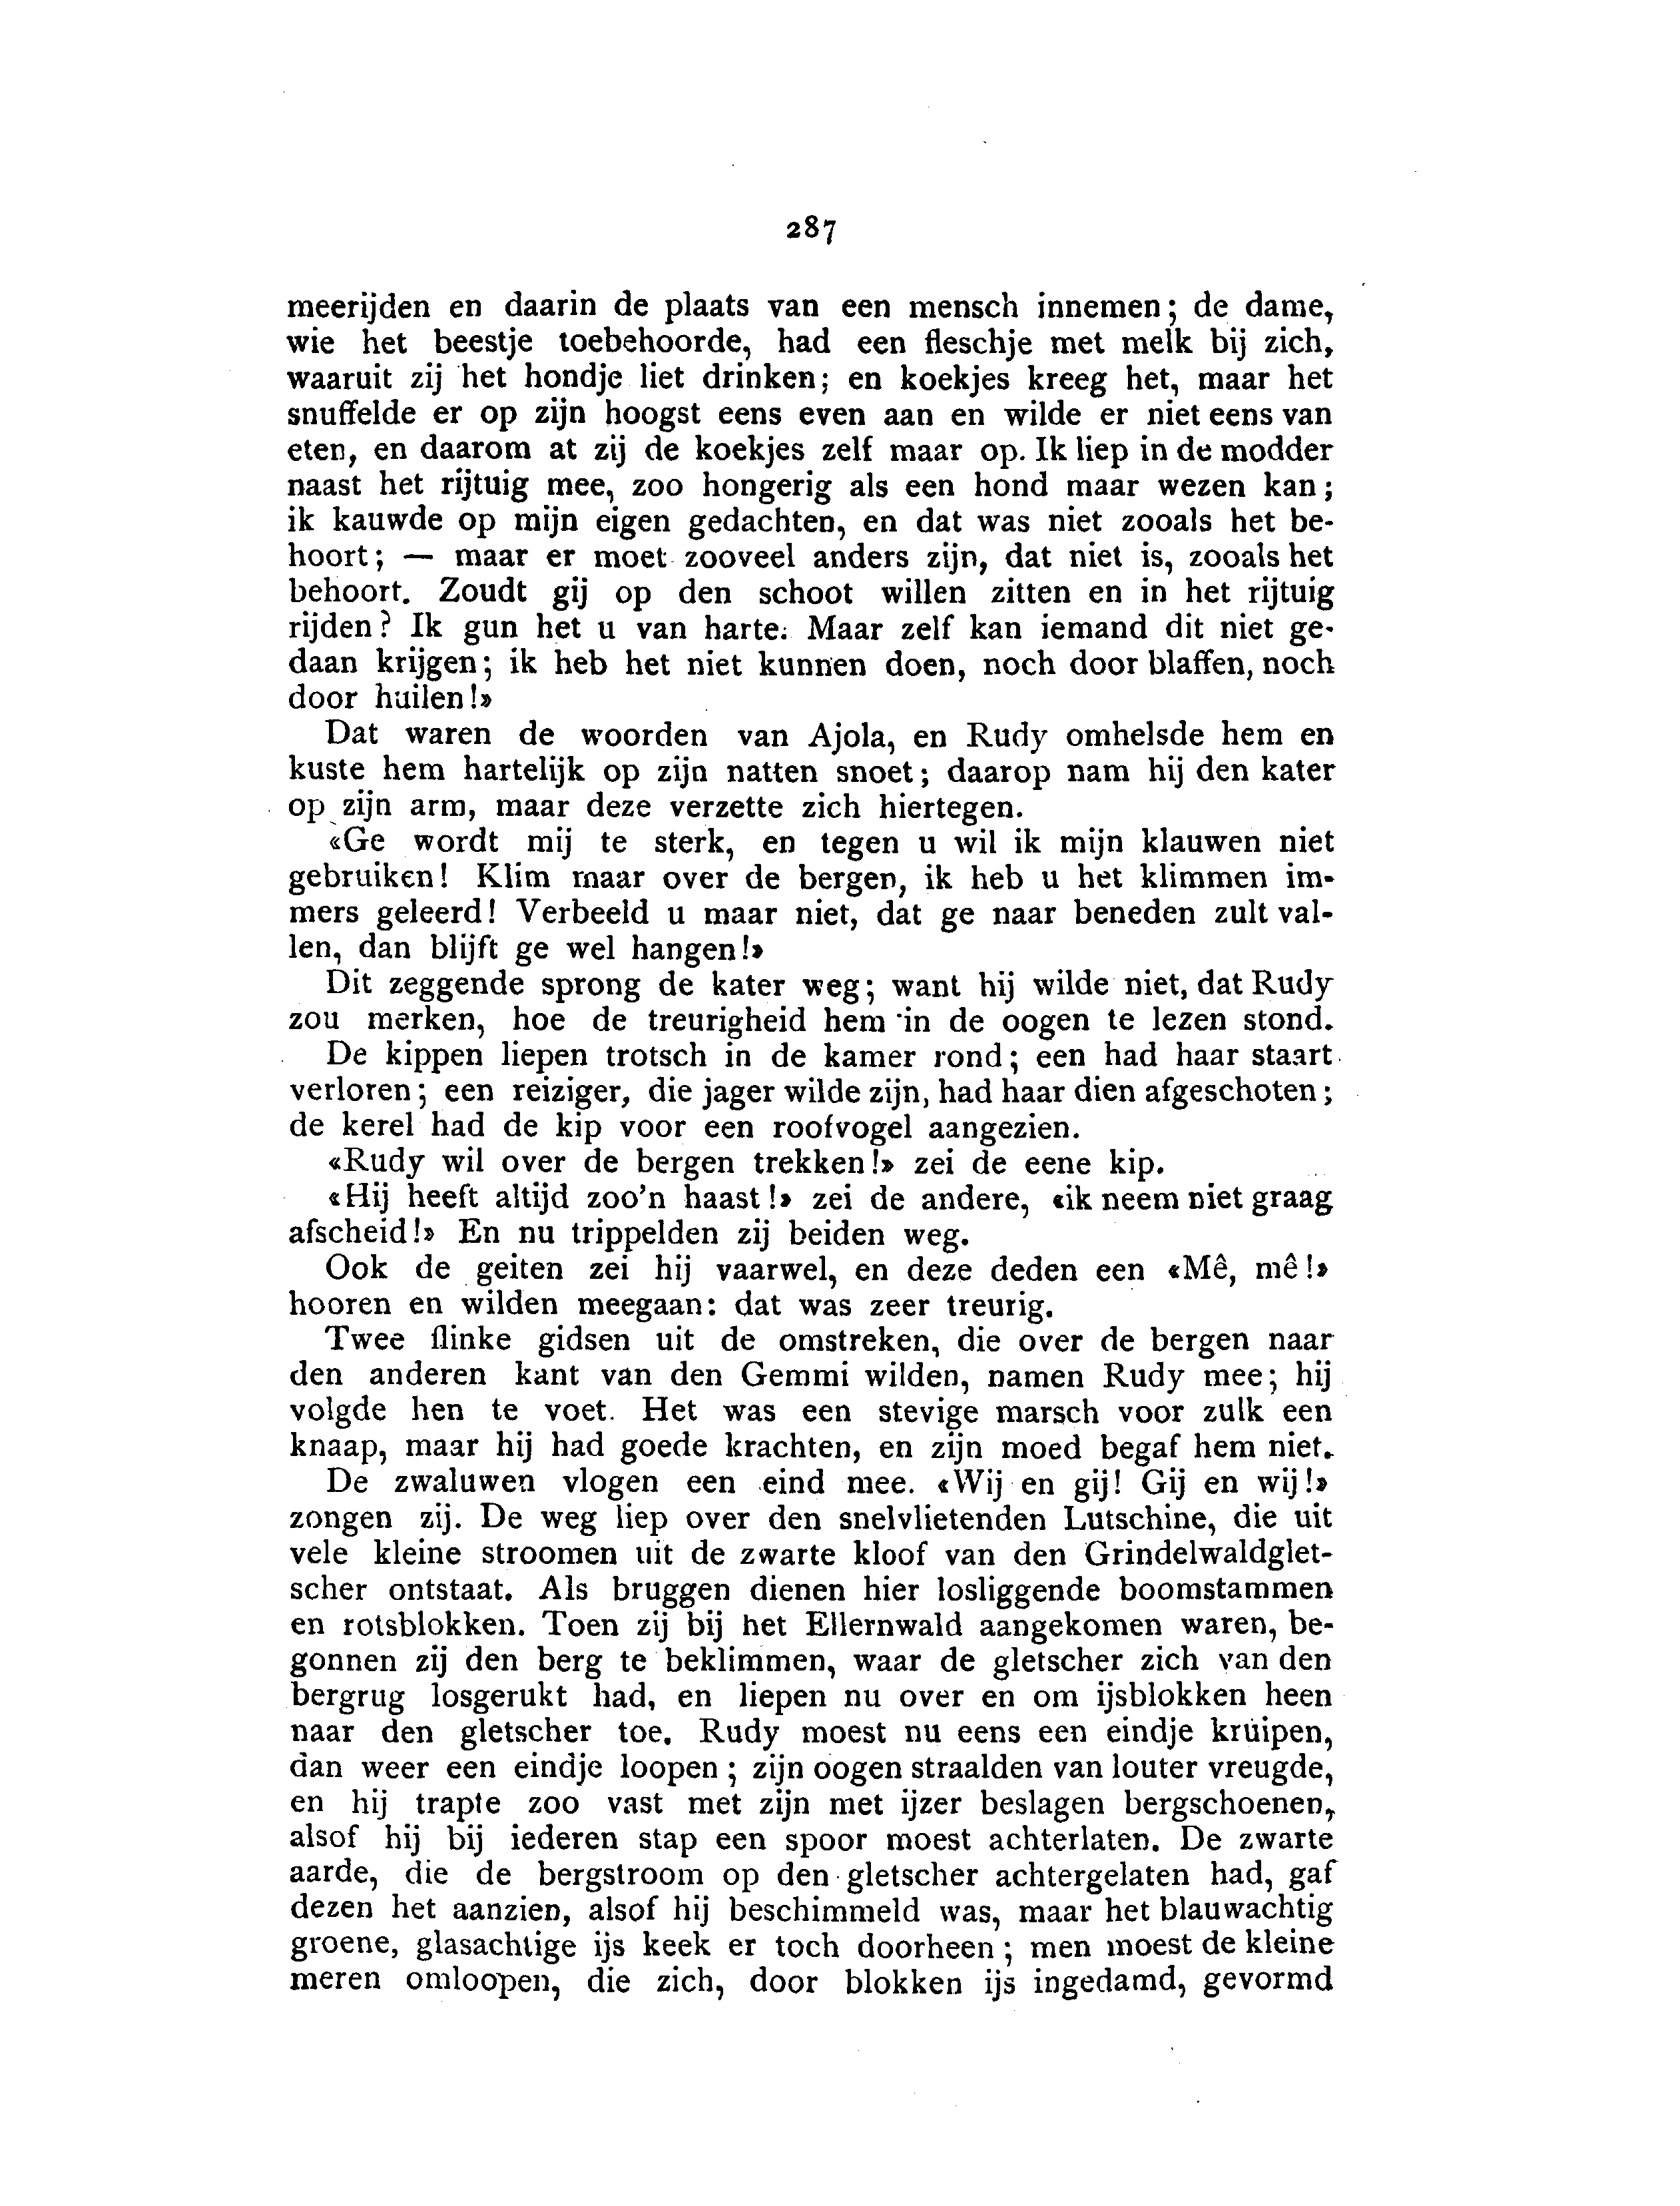 287
meerijden en daarin de plaats van een mensch innemen; de dame,
wie het beestje toebehoorde, had een fleschje met melk bij zich,
waaruit zij het hondje liet drinken; en koekjes kreeg het, maar het
snuffelde er op zijn hoogst eens even aan en wilde er niet eens van
eten, en daarom at zij de koekjes zelf maar op. Ik liep in de modder
naast het rijtuig mee, zoo hongerig als een hond maar wezen kan;
ik kauwde op mijn eigen gedachten, en dat was niet zooals het be-
hoort; — maar er moet zooveel anders zijn, dat niet is, zooals het
behoort. Zoudt gij op den schoot willen zitten en in het rijtuig
rijden? Ik gun het u van harte. Maar zelf kan iemand dit niet ge-
daan krijgen; ik heb het niet kunnen doen, noch door blaffen, noch
door huilen!»
Dat waren de woorden van Ajola, en Rudy omhelsde hem en
kuste hem hartelijk op zijn natten snoet; daarop nam hij den kater
op zijn arm, maar deze verzette zich hiertegen.
«Ge wordt mij te sterk, en tegen u wil ik mijn klauwen niet
gebruiken! Klim maar over de bergen, ik heb u het klimmen im-
mers geleerd! Verbeeld u maar niet, dat ge naar beneden zult val-
len, dan blijft ge wel hangen!»
Dit zeggende sprong de kater weg; want hij wilde niet, dat Rudy
zou merken, hoe de treurigheid hem in de oogen te lezen stond.
De kippen liepen trotsch in de kamer rond; een had haar staart
verloren; een reiziger, die jager wilde zijn, had haar dien afgeschoten;
de kerel had de kip voor een roofvogel aangezien.
«Rudy wil over de bergen trekken!» zei de eene kip.
«Hij heeft altijd zoo'n haast!» zei de andere, «ik neem niet graag
afscheid!» En nu trippelden zij beiden weg.
Ook de geiten zei hij vaarwel, en deze deden een «Mê, mê!»
hooren en wilden meegaan: dat was zeer treurig.
Twee flinke gidsen uit de omstreken, die over de bergen naar
den anderen kant van den Gemmi wilden, namen Rudy mee; hij
volgde hen te voet. Het was een stevige marsch voor zulk een
knaap, maar hij had goede krachten, en zijn moed begaf hem niet.
De zwaluwen vlogen een eind mee. «Wij en gij! Gij en wij!»
zongen zij. De weg liep over den snelvlietenden Lutschine, die uit
vele kleine stroomen uit de zwarte kloof van den Grindelwaldglet-
scher ontstaat. Als bruggen dienen hier losliggende boomstammen
en rotsblokken. Toen zij bij het Ellernwald aangekomen waren, be-
gonnen zij den berg te beklimmen, waar de gletscher zich van den
bergrug losgerukt had, en liepen nu over en om ijsblokken heen
naar den gletscher toe. Rudy moest nu eens een eindje kruipen,
dan weer een eindje loopen; zijn oogen straalden van louter vreugde,
en hij trapte zoo vast met zijn met ijzer beslagen bergschoenen,
alsof hij bij iederen stap een spoor moest achterlaten. De zwarte
aarde, die de bergstroom op den gletscher achtergelaten had, gaf
dezen het aanzien, alsof hij beschimmeld was, maar het blauwachtig
groene, glasachtige ijs keek er toch doorheen; men moest de kleine
meren omloopen, die zich, door blokken ijs ingedamd, gevormd